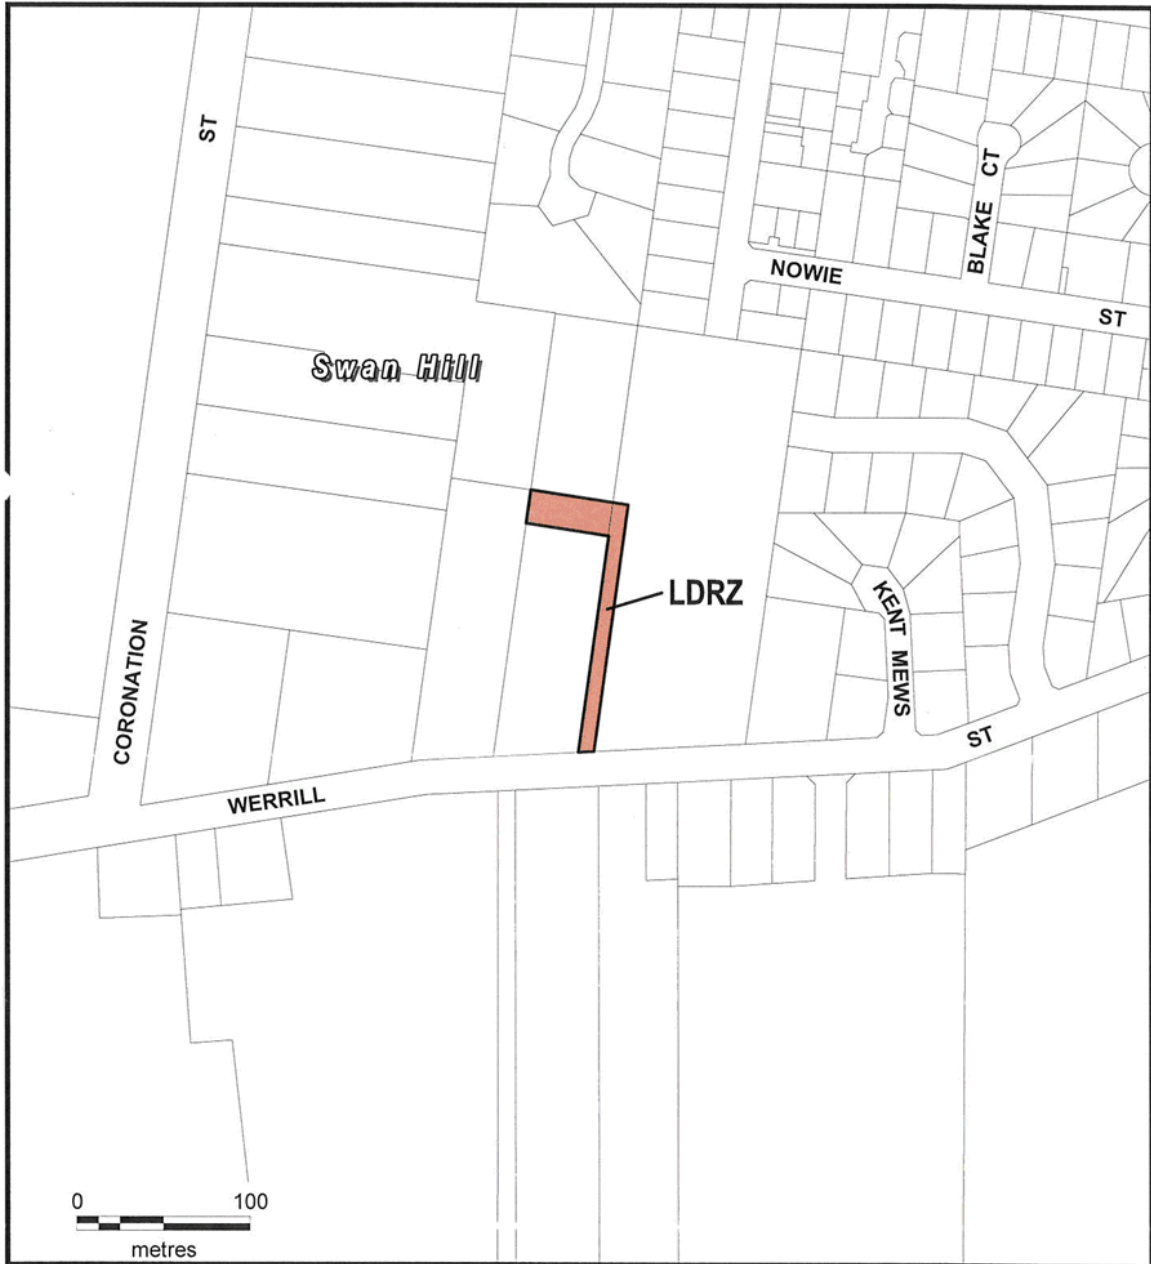 ST
BLAKE CT
NOWIE
ST
Swan Hill
LDRZ
KENT MEWS
CORONATION
ST
WERRILL
0 100
metres